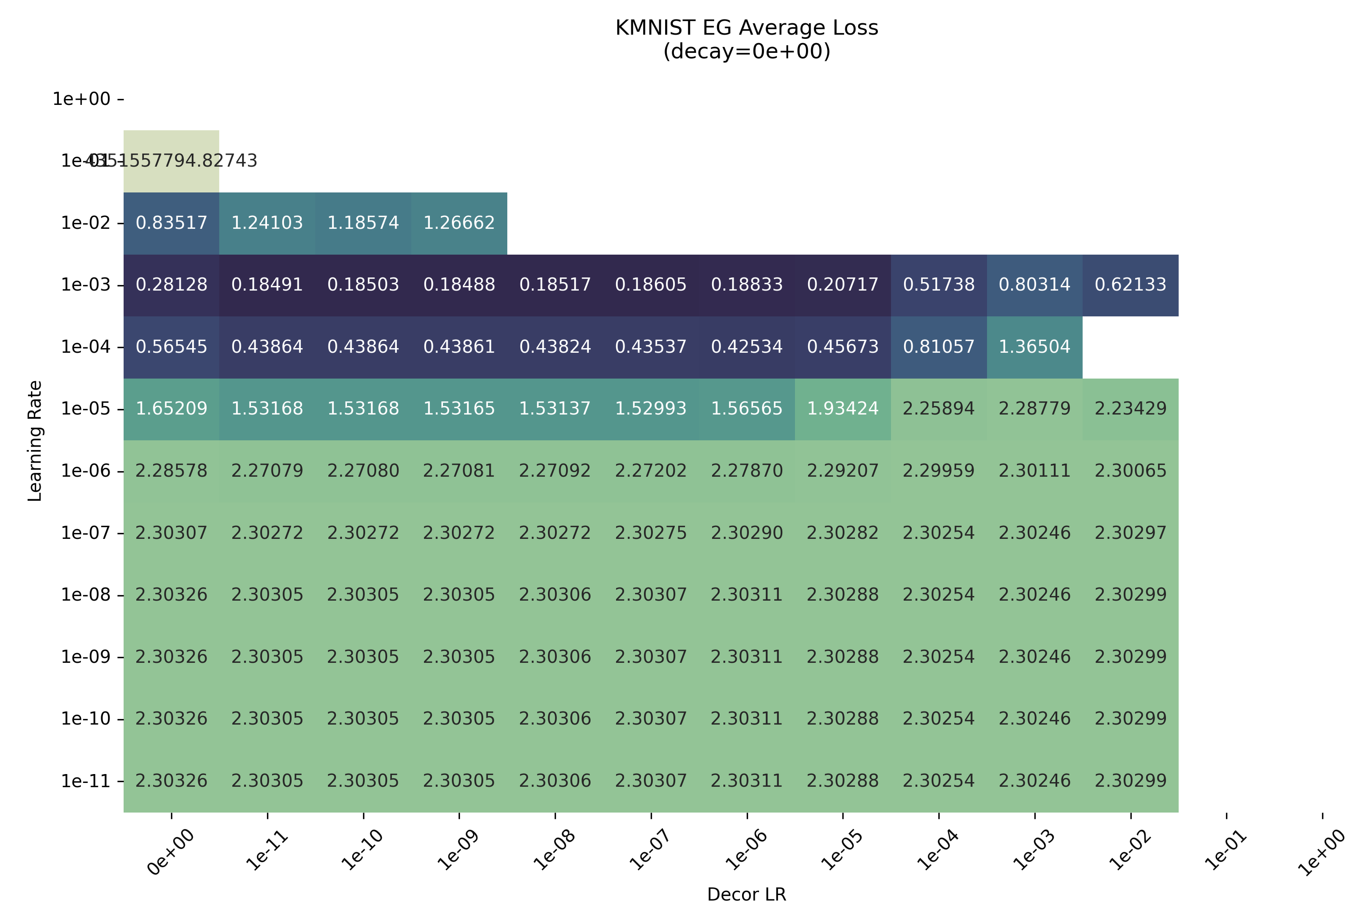 KMNIST EG Average Loss
(decay=0e+00)
1e+00
1e-01 4351557794.82743
1e-02 0.83517 1.24103 1.18574 1.26662
1e-03 0.28128 0.18491 0.18503 0.18488 0.18517 0.18605 0.18833 0.20717 0.51738 0.80314 0.62133
1e-04 0.56545 0.43864 0.43864 0.43861 0.43824 0.43537 0.42534 0.45673 0.81057 1.36504
1e-05 1.65209 1.53168 1.53168 1.53165 1.53137 1.52993 1.56565 1.93424 2.25894 2.28779 2.23429
1e-06 2.28578 2.27079 2.27080 2.27081 2.27092 2.27202 2.27870 2.29207 2.29959 2.30111 2.30065
1e-07 2.30307 2.30272 2.30272 2.30272 2.30272 2.30275 2.30290 2.30282 2.30254 2.30246 2.30297
1e-08 2.30326 2.30305 2.30305 2.30305 2.30306 2.30307 2.30311 2.30288 2.30254 2.30246 2.30299
1e-09 2.30326 2.30305 2.30305 2.30305 2.30306 2.30307 2.30311 2.30288 2.30254 2.30246 2.30299
1e-10 2.30326 2.30305 2.30305 2.30305 2.30306 2.30307 2.30311 2.30288 2.30254 2.30246 2.30299
1e-11 2.30326 2.30305 2.30305 2.30305 2.30306 2.30307 2.30311 2.30288 2.30254 2.30246 2.30299
Learning Rate
0e+00 1e-11 1e-10 1e-09 1e-08 1e-07 1e-06 1e-05 1e-04 1e-03 1e-02 1e-01 1e+00
Decor LR